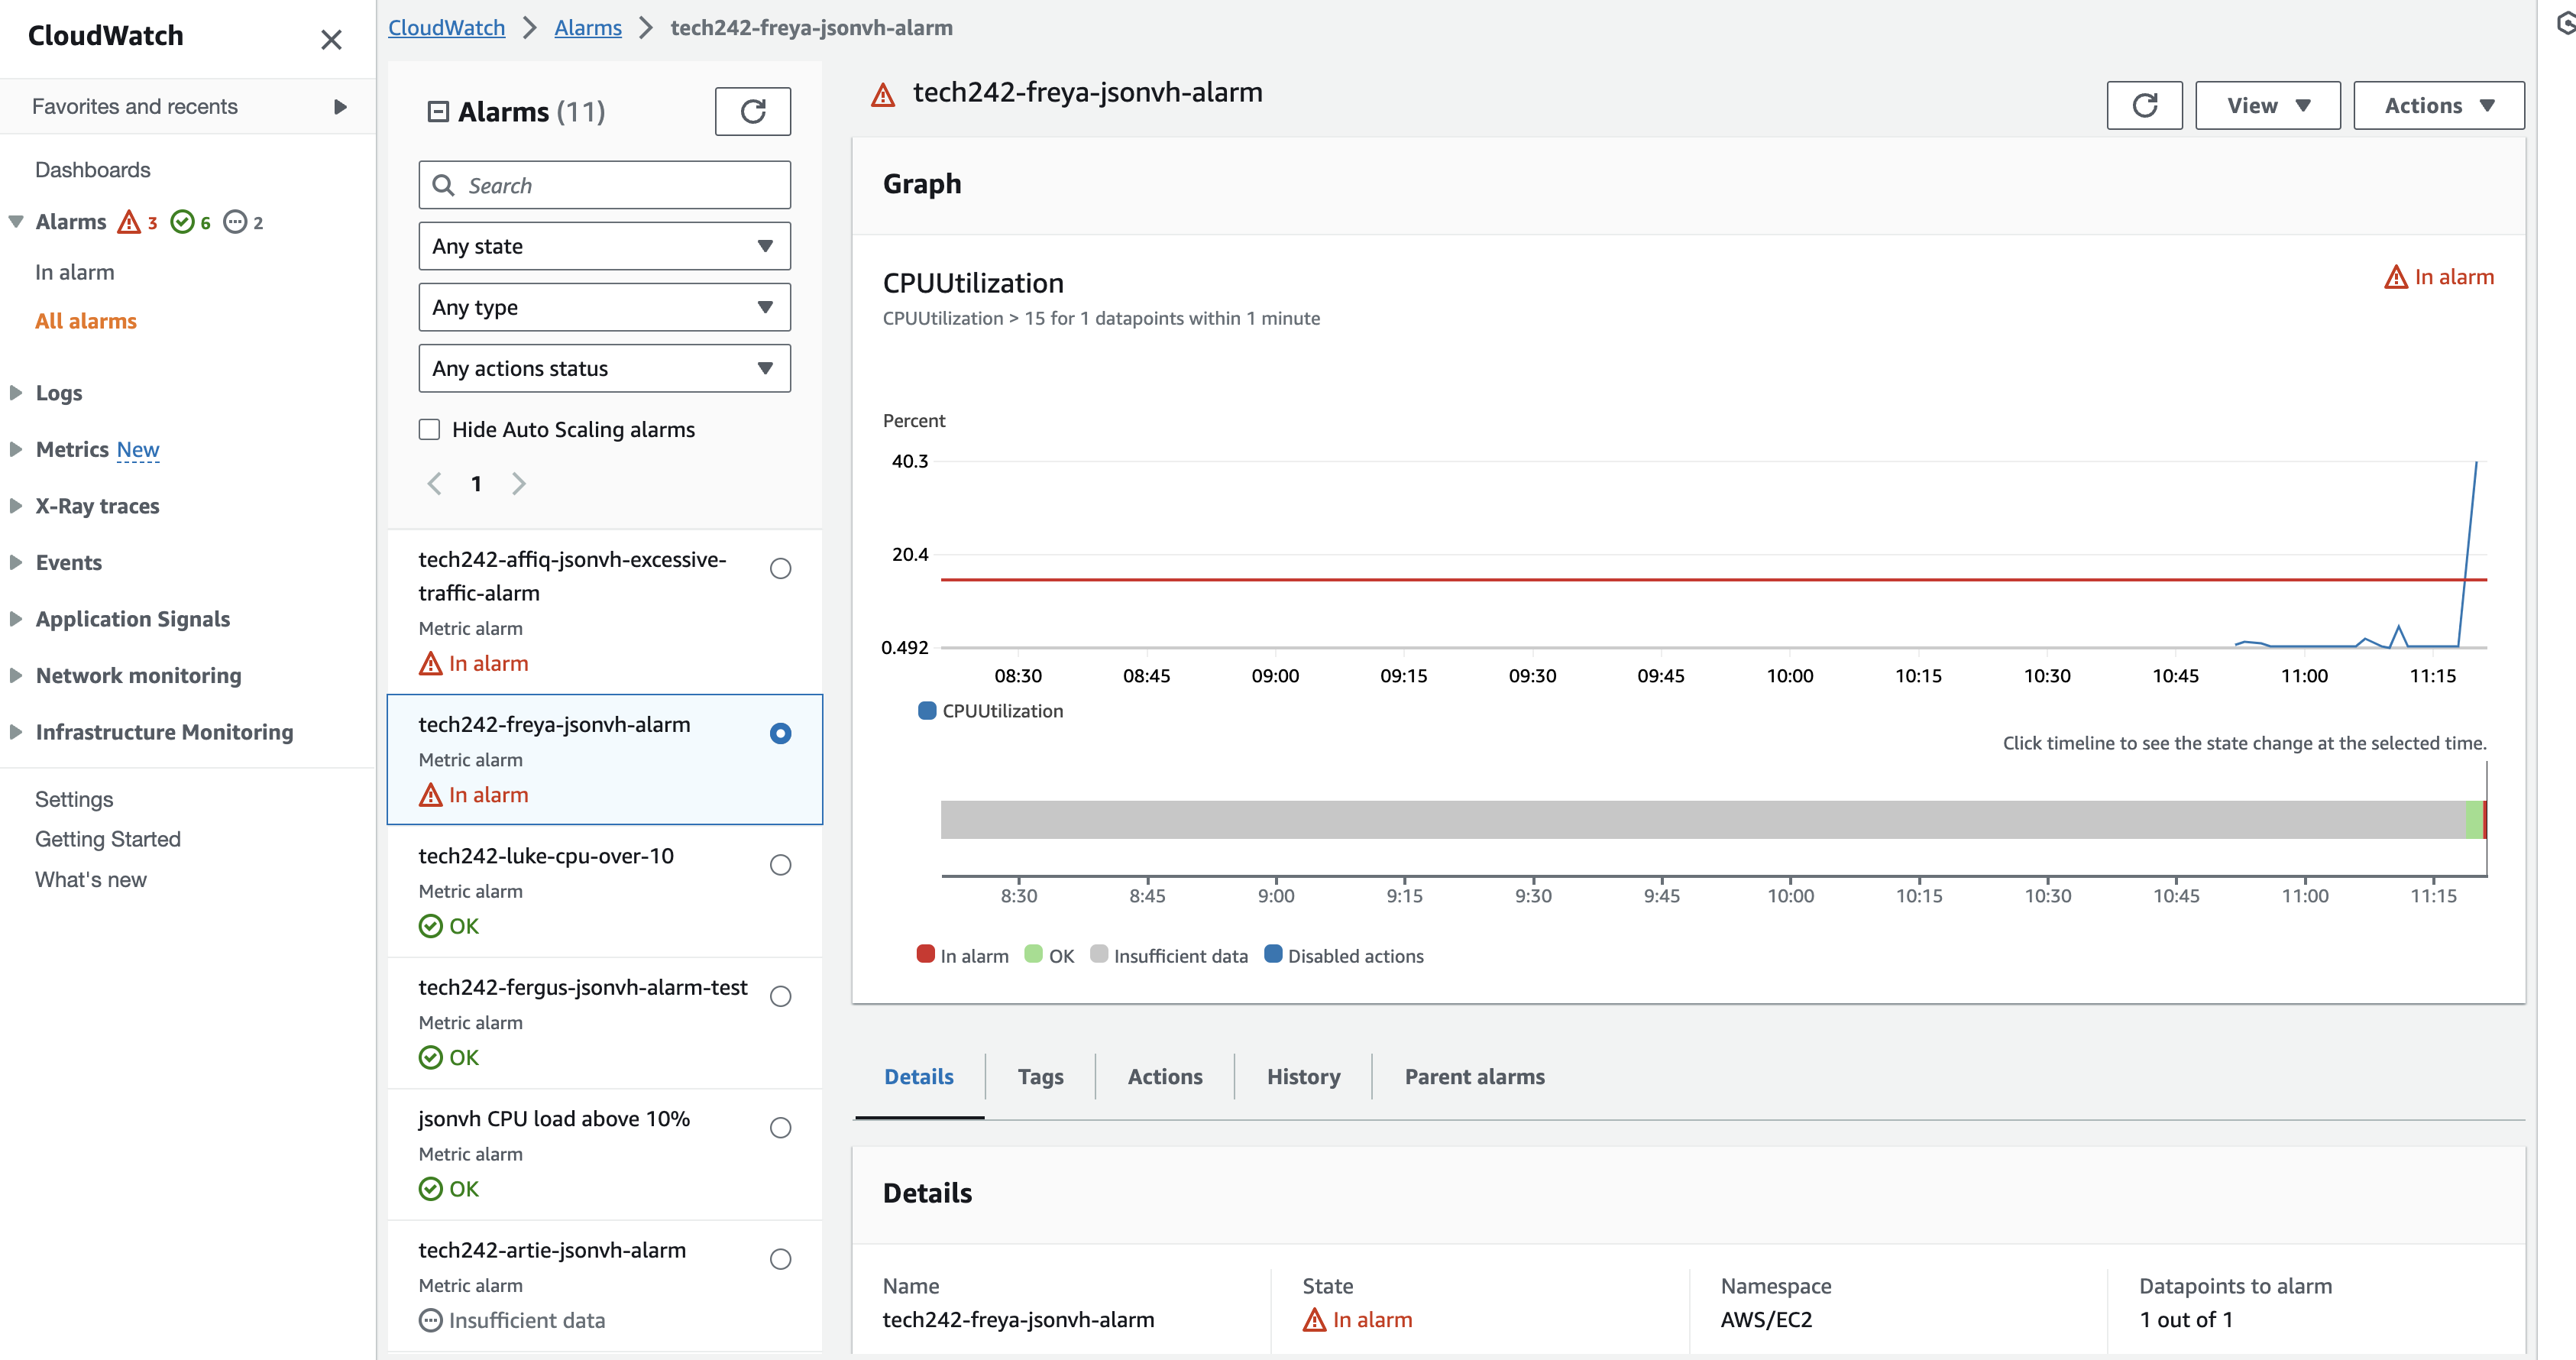 CloudWatch
Favorites and recents
Dashboards
Alarms 3 6 2
In alarm
All alarms
Logs
Metrics New
X-Ray traces
Events
Application Signals
Network monitoring
Infrastructure Monitoring
Settings
Getting Started
What's new
CloudWatch Alarms tech242-freya-jsonvh-alarm
Alarms (11)
Search
Any state
Any type
Any actions status
Hide Auto Scaling alarms
1
tech242-affiq-jsonvh-excessive-
traffic-alarm
Metric alarm
In alarm
tech242-freya-jsonvh-alarm
Metric alarm
In alarm
tech242-luke-cpu-over-10
Metric alarm
OK
tech242-fergus-jsonvh-alarm-test
Metric alarm
OK
jsonvh CPU load above 10%
Metric alarm
OK
tech242-artie-jsonvh-alarm
Metric alarm
Insufficient data
tech242-freya-jsonvh-alarm
View
Actions
Graph
CPUUtilization
In alarm
CPUUtilization > 15 for 1 datapoints within 1 minute
Percent
40.3
20.4
0.492
08:30 08:45 09:00 09:15 09:30 09:45 10:00 10:15 10:30 10:45 11:00 11:15
CPUUtilization
Click timeline to see the state change at the selected time.
8:30 8:45 9:00 9:15 9:30 9:45 10:00 10:15 10:30 10:45 11:00 11:15
In alarm OK Insufficient data Disabled actions
Details Tags Actions History Parent alarms
Details
Name State Namespace Datapoints to alarm
tech242-freya-jsonvh-alarm In alarm AWS/EC2 1 out of 1